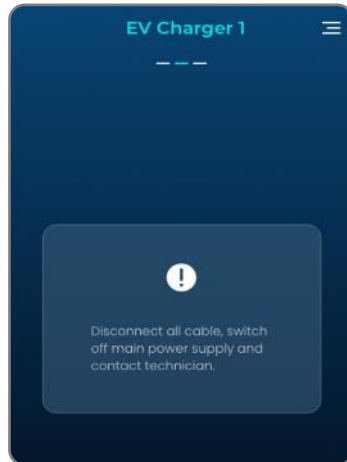 EV Charger 1
Disconnect all cable, switch
off main power supply and
contact technician.